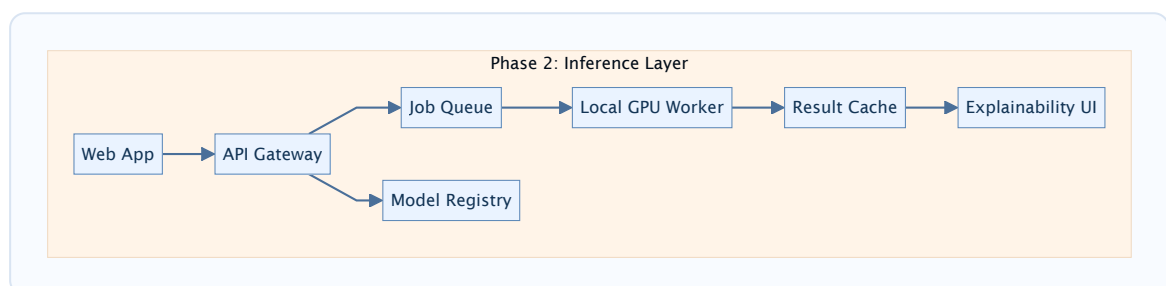 Phase 2: Inference Layer
Job Queue
Local GPU Worker
Result Cache
Explainability UI
Web App
API Gateway
Model Registry